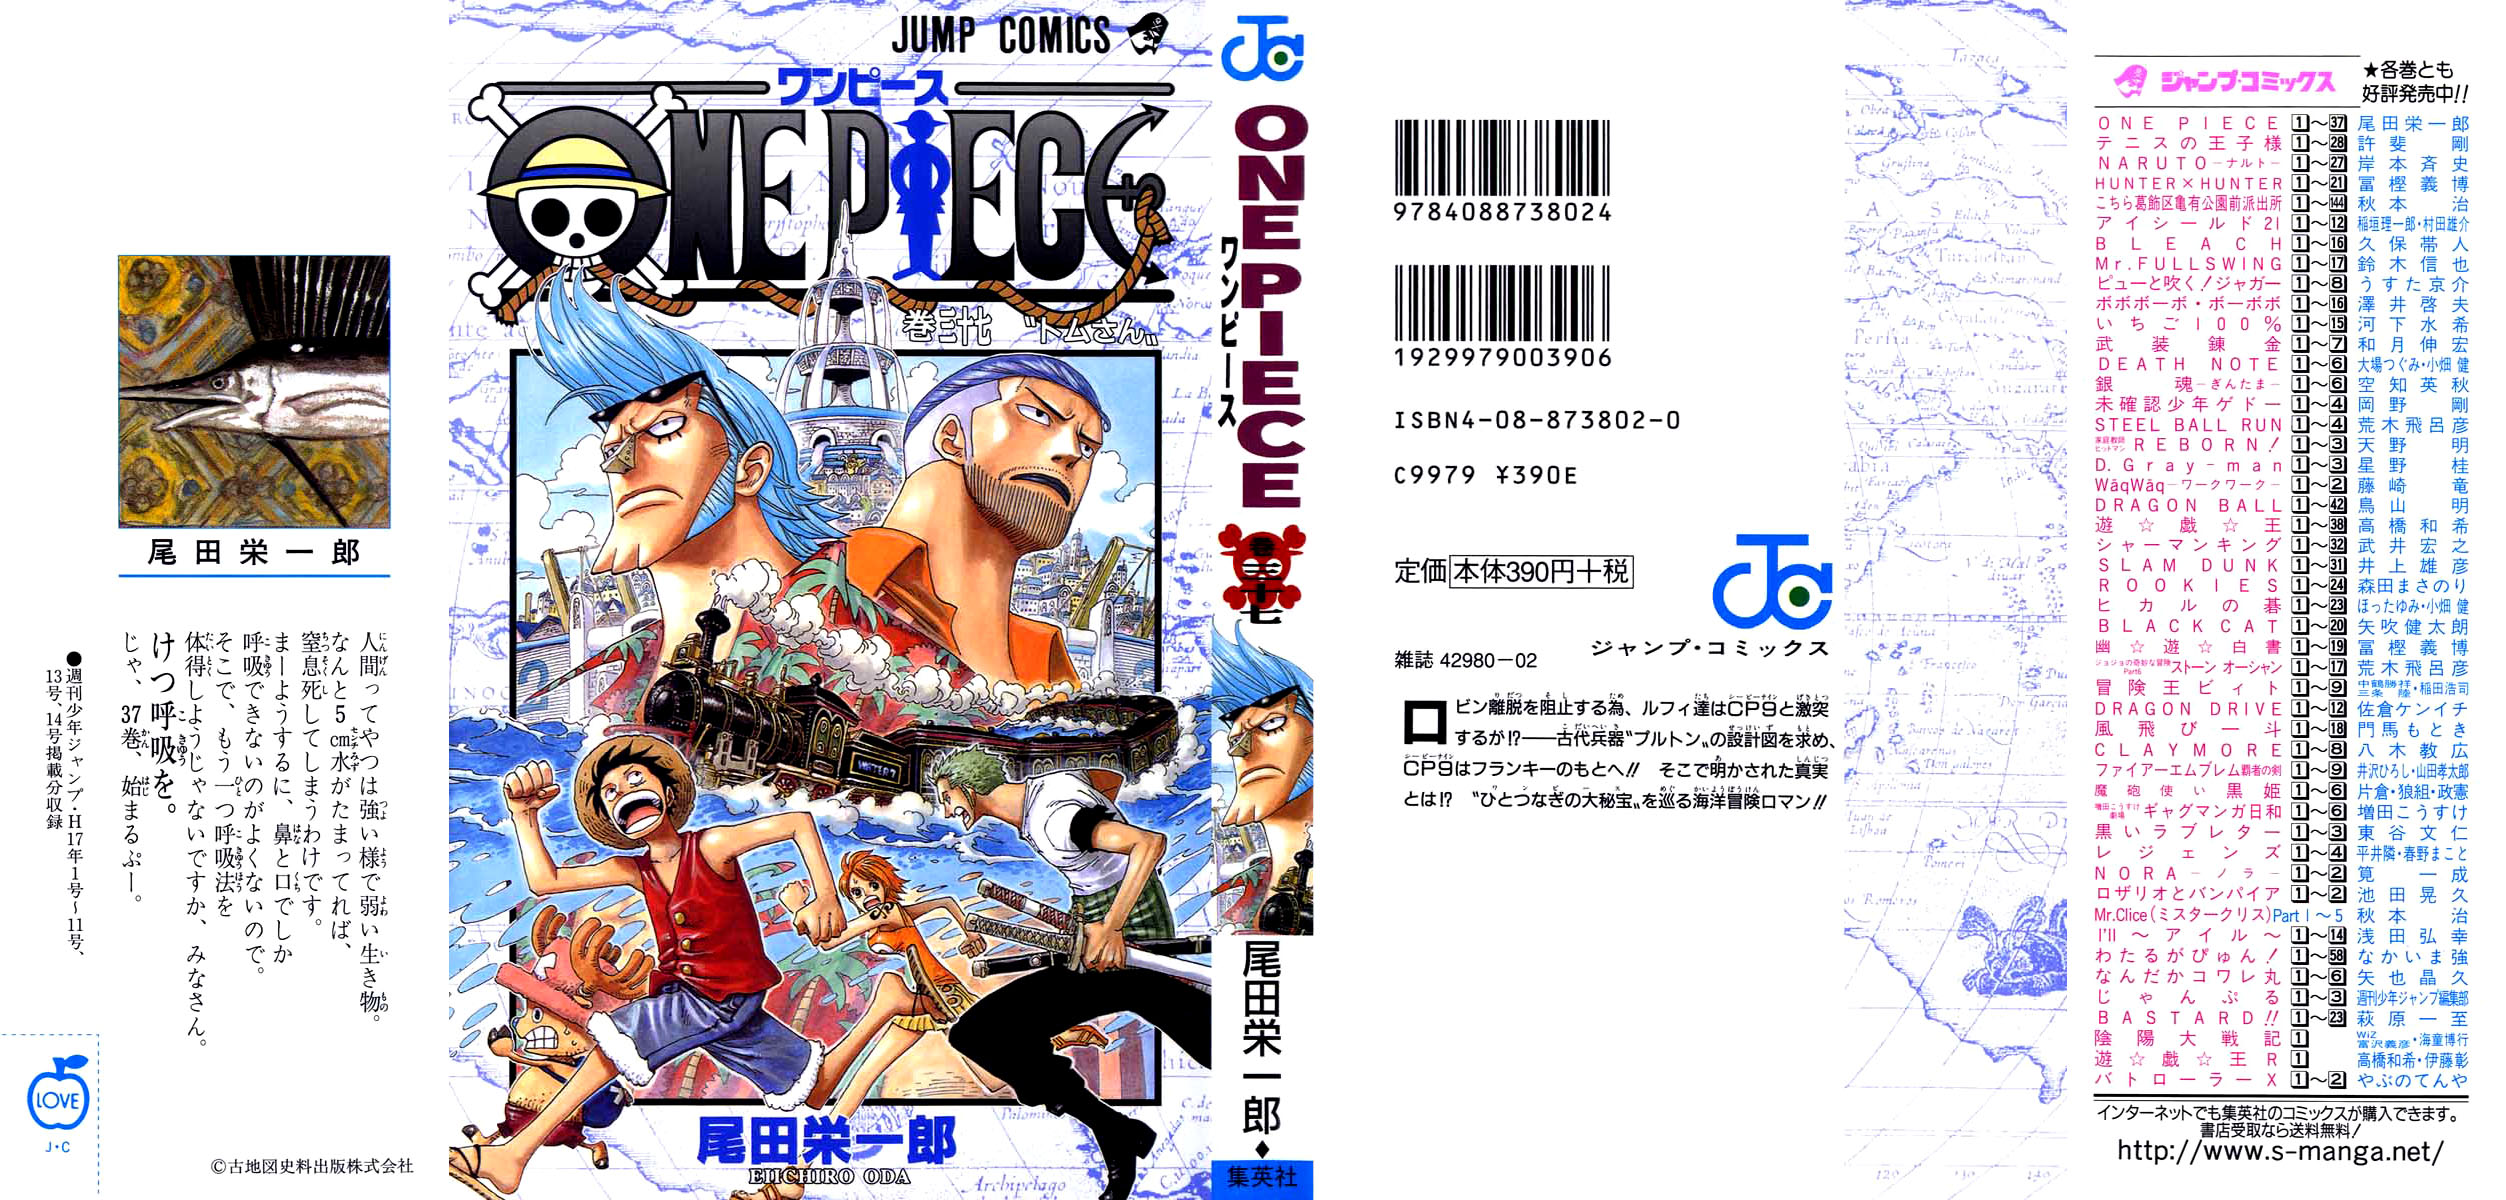 尾田栄一郎
人間ってやつは強い様で弱い生き物。
なんと5cm水がたまってれば、
窒息死してしまうわけです。
まーようするに、鼻と口でしか
呼吸できないのがよくないので。
そこで、もう一つ呼吸法を
体得しようじゃないですか、みなさん。
けつ呼吸を。
じゃ、37巻、始まるぷー。
●週刊少年ジャンプ・H17年1号〜11号、
13号、14号掲載分収録
LOVE
J・C
©古地図史料出版株式会社
JUMP COMICS
ワンピース
ONE PIECE
巻三十七
〝トムさん〟
尾田栄一郎
EIICHIRO ODA
JC
ONE PIECE
ワンピース
巻三十七
尾田栄一郎◆
集英社
9784088738024
1929979003906
ISBN4-08-873802-0
C9979 ¥390E
定価 本体390円+税
JC
ジャンプ・コミックス
雑誌 42980-02
ロビン離脱を阻止する為、ルフィ達はCP9と激突
するが!?──古代兵器〝プルトン〟の設計図を求め、
CP9はフランキーのもとへ!! そこで明かされた真実
とは!? 〝ひとつなぎの大秘宝〟を巡る海洋冒険ロマン!!
ジャンプ・コミックス
★各巻とも
好評発売中!!
ONE PIECE 1〜37 尾田栄一郎
テニスの王子様 1〜28 許斐 剛
NARUTO−ナルト− 1〜27 岸本斉史
HUNTER×HUNTER 1〜21 冨樫義博
こちら葛飾区亀有公園前派出所 1〜144 秋本 治
アイシールド21 1〜12 稲垣理一郎・村田雄介
BLEACH 1〜16 久保帯人
Mr.FULLSWING 1〜17 鈴木信也
ピューと吹く!ジャガー 1〜8 うすた京介
ボボボーボ・ボーボボ 1〜16 澤井啓夫
いちご100% 1〜15 河下水希
武装錬金 1〜7 和月伸宏
DEATH NOTE 1〜6 大場つぐみ・小畑 健
銀魂−ぎんたま− 1〜6 空知英秋
未確認少年ゲドー 1〜4 岡野 剛
STEEL BALL RUN 1〜4 荒木飛呂彦
家庭教師ヒットマンREBORN! 1〜3 天野 明
D.Gray-man 1〜3 星野 桂
WāqWāq−ワークワーク− 1〜2 藤崎 竜
DRAGON BALL 1〜42 鳥山 明
遊☆戯☆王 1〜38 高橋和希
シャーマンキング 1〜32 武井宏之
SLAM DUNK 1〜31 井上雄彦
ROOKIES 1〜24 森田まさのり
ヒカルの碁 1〜23 ほったゆみ・小畑 健
BLACK CAT 1〜20 矢吹健太朗
幽☆遊☆白書 1〜19 冨樫義博
ジョジョの奇妙な冒険Part6ストーン オーシャン 1〜17 荒木飛呂彦
冒険王ビィト 1〜9 三条 陸・稲田浩司
DRAGON DRIVE 1〜12 佐倉ケンイチ
風飛び一斗 1〜18 門馬もとき
CLAYMORE 1〜8 八木教広
ファイアーエムブレム覇者の剣 1〜9 井沢ひろし・山田孝太郎
魔砲使い黒姫 1〜6 片倉・狼組・政憲
増田こうすけ劇場ギャグマンガ日和 1〜6 増田こうすけ
黒いラブレター 1〜3 東谷文仁
レジェンズ 1〜4 平井隣・春野まこと
NORA−ノラ− 1〜2 筧 一成
ロザリオとバンパイア 1〜2 池田晃久
Mr.Clice(ミスタークリス)Part1〜5 秋本 治
I'll〜アイル〜 1〜14 浅田弘幸
わたるがぴゅん! 1〜58 なかいま強
なんだかコワレ丸 1〜6 矢也晶久
じゃんぷる 1〜3 週刊少年ジャンプ編集部
BASTARD!! 1〜23 萩原一至
陰陽大戦記 1 WiZ 富沢義彦・海童博行
遊☆戯☆王R 1 高橋和希・伊藤彰
バトローラーX 1〜2 やぶのてんや
インターネットでも集英社のコミックスが購入できます。
書店受取なら送料無料!
http://www.s-manga.net/